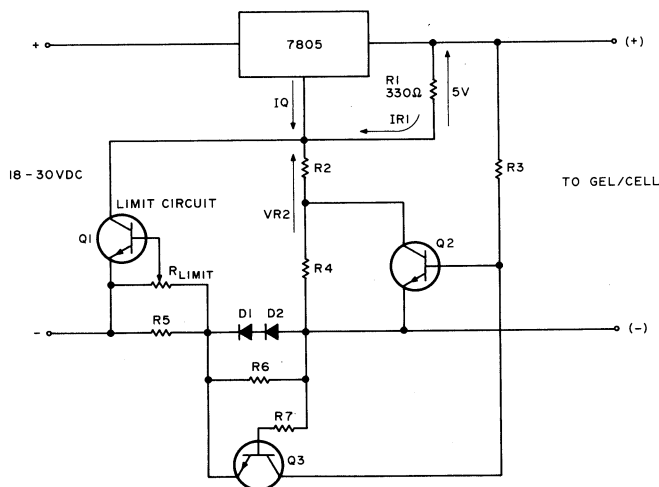 +
7805
(+)
R1
330Ω
5V
IQ
IR1
R2
R3
18-30VDC
TO GEL/CELL
LIMIT CIRCUIT
VR2
Q1
Q2
RLIMIT
R4
D1 D2
-
R5
(-)
R6
R7
Q3